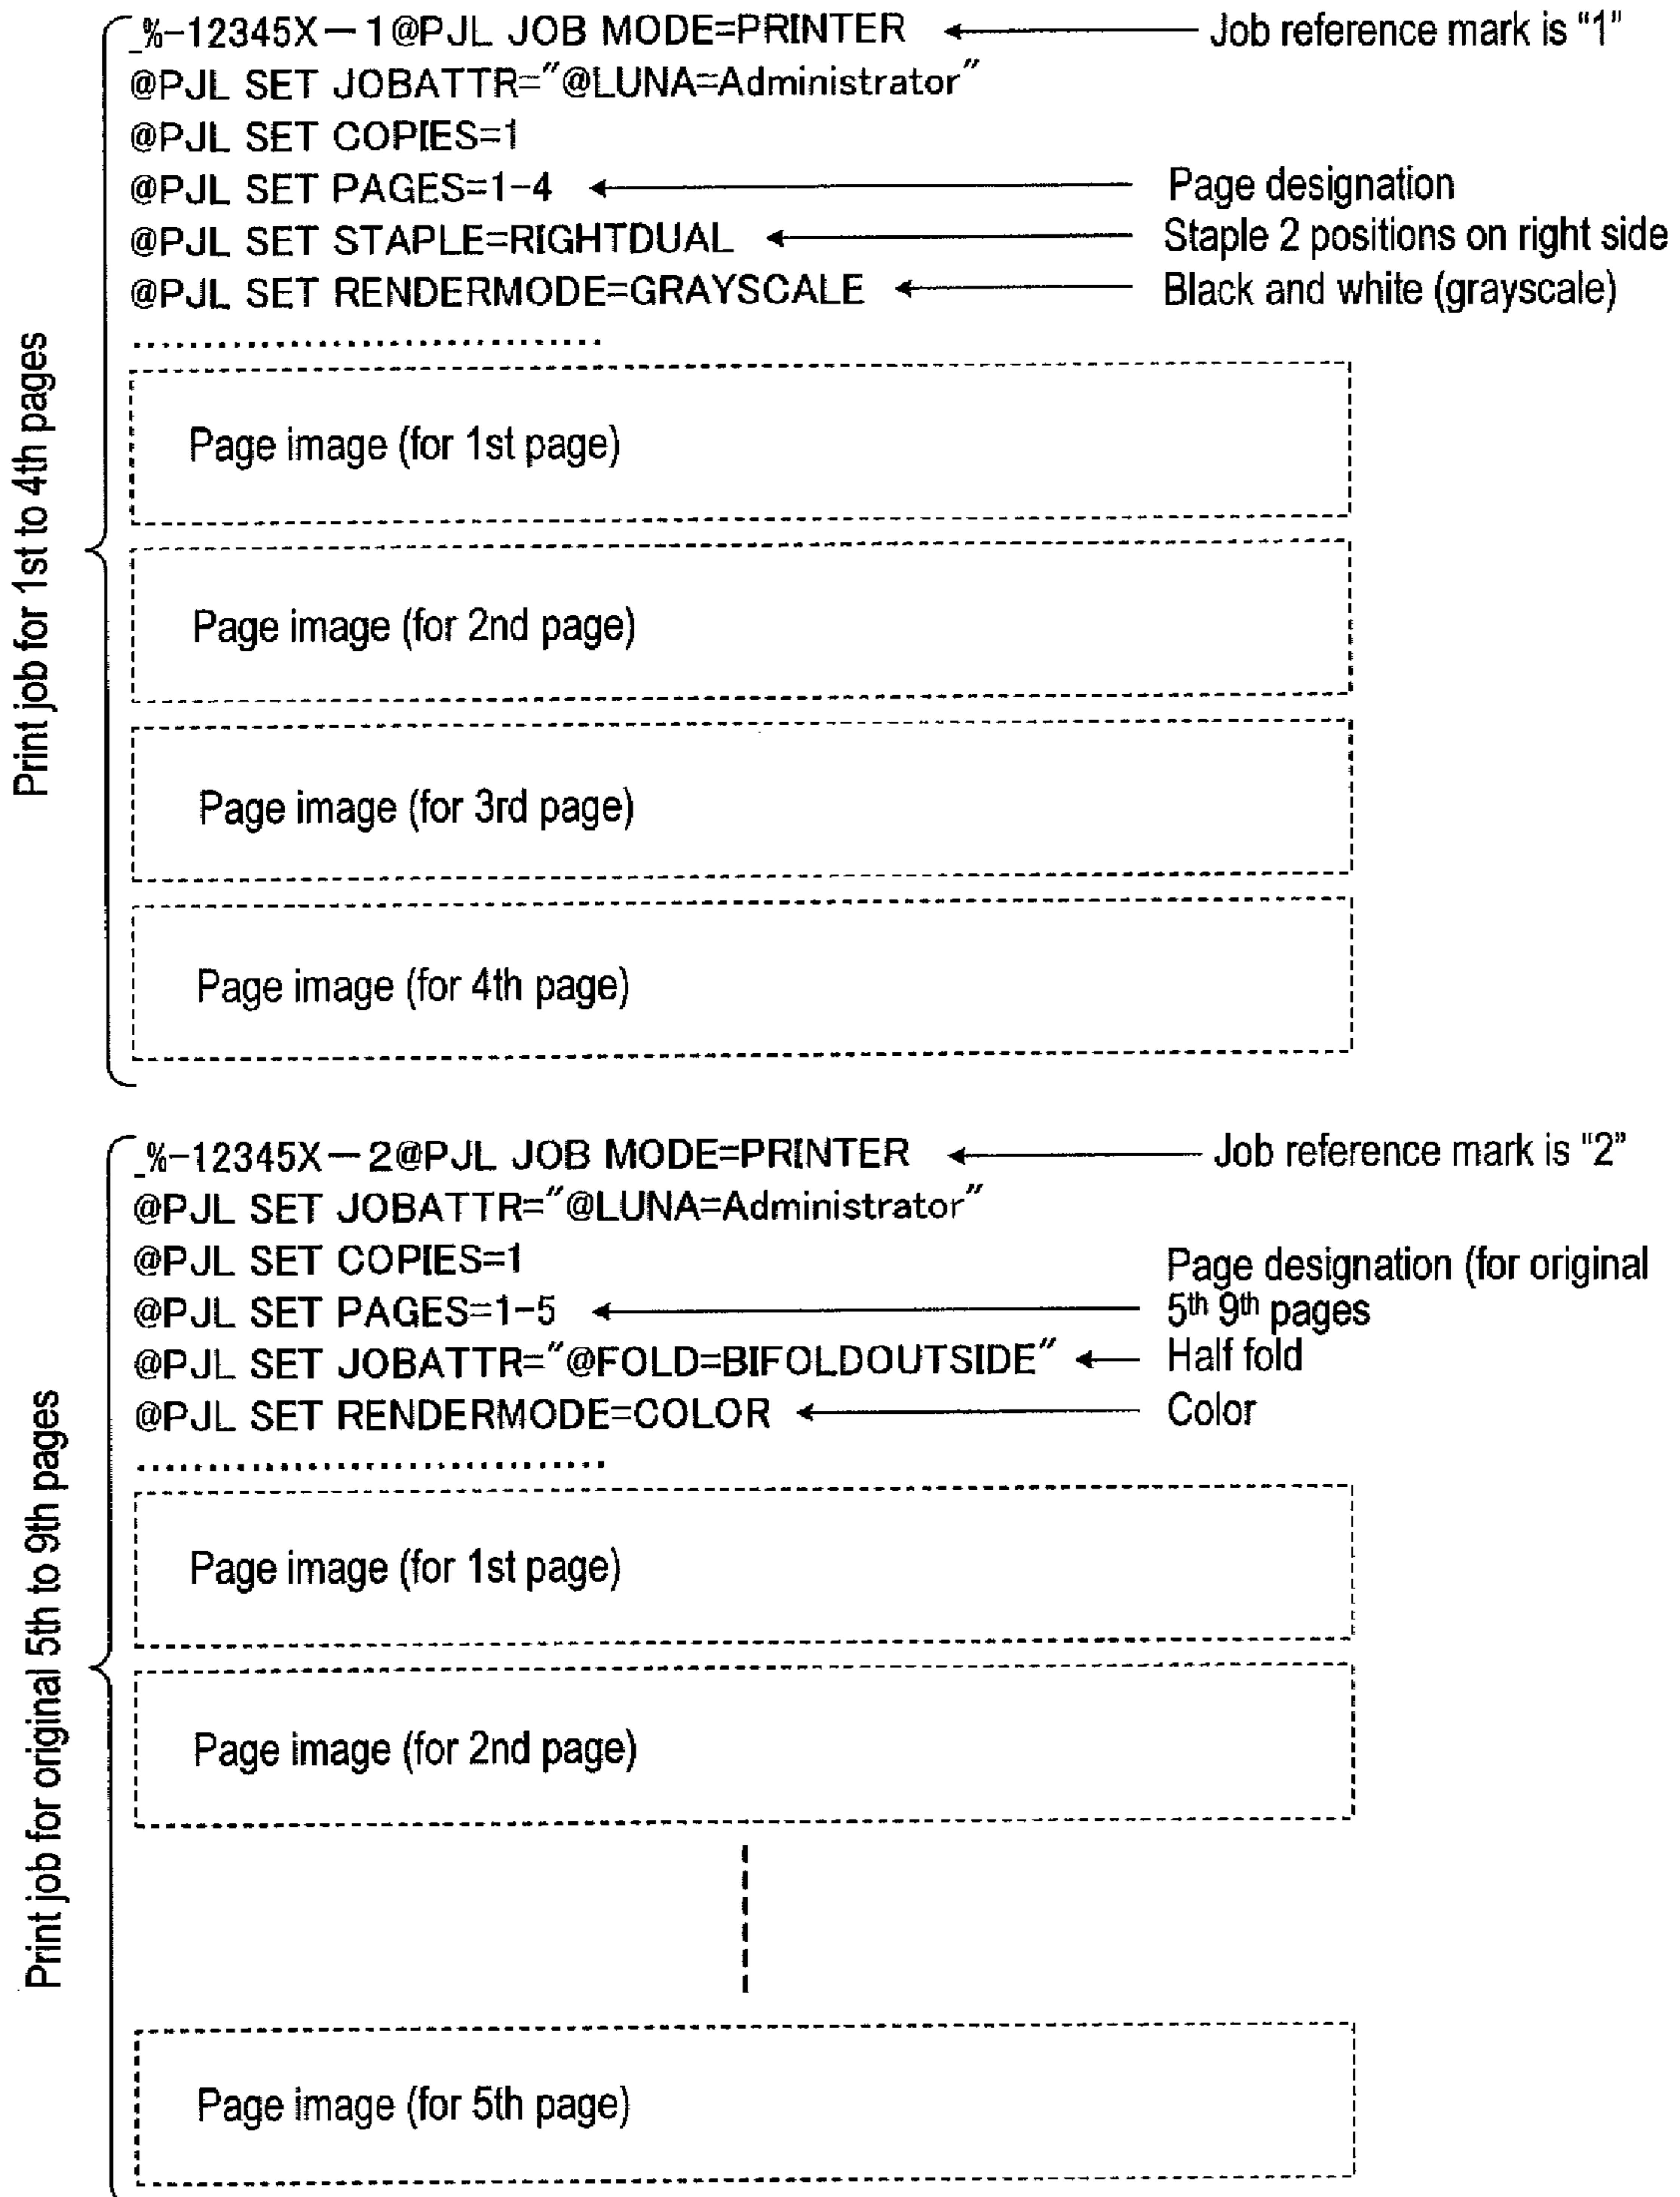 Print job for 1st to 4th pages
_%-12345X－1@PJL JOB MODE=PRINTER
Job reference mark is “1”
@PJL SET JOBATTR=″@LUNA=Administrator″
@PJL SET COPIES=1
@PJL SET PAGES=1-4
Page designation
@PJL SET STAPLE=RIGHTDUAL
Staple 2 positions on right side
@PJL SET RENDERMODE=GRAYSCALE
Black and white (grayscale)
Page image (for 1st page)
Page image (for 2nd page)
Page image (for 3rd page)
Page image (for 4th page)
Print job for original 5th to 9th pages
_%-12345X－2@PJL JOB MODE=PRINTER
Job reference mark is “2”
@PJL SET JOBATTR=″@LUNA=Administrator″
@PJL SET COPIES=1
@PJL SET PAGES=1-5
Page designation (for original
5th 9th pages
@PJL SET JOBATTR=″@FOLD=BIFOLDOUTSIDE″
Half fold
@PJL SET RENDERMODE=COLOR
Color
Page image (for 1st page)
Page image (for 2nd page)
Page image (for 5th page)